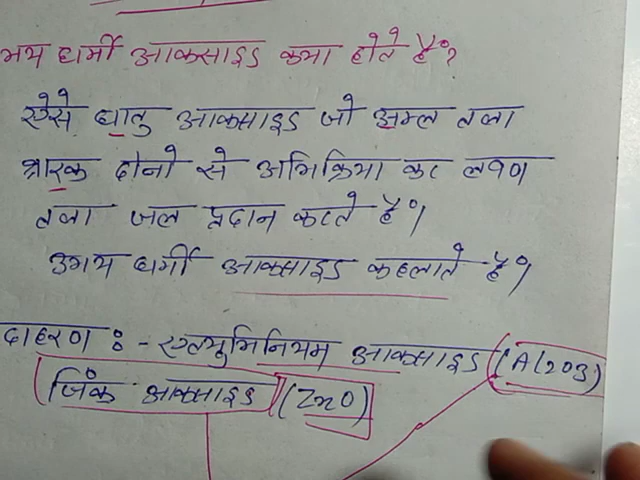 भय धर्मी आक्साइड क्या होते है?
ऐसे धातु आक्साइड जो अम्ल तथा
क्षारक दोनो से अभिक्रिया कर लवण
तथा जल प्रदान करते है।
उभय धर्मी आक्साइड कहलाते है।
दाहरण :- एल्युमिनियम आक्साइड (Al2O3)
जिंक आक्साइड (ZnO)